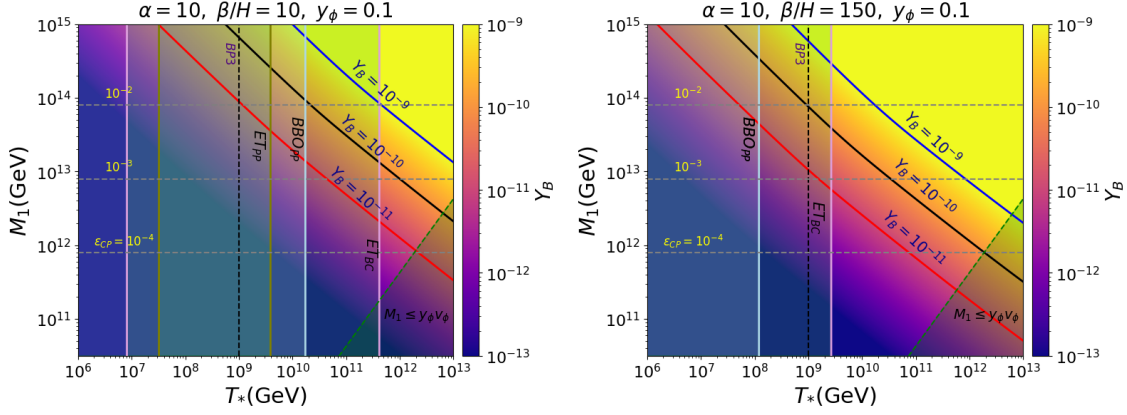 α = 10, β/H = 10, y_ϕ = 0.1
10^15
10^14
10^13
10^12
10^11
M_1(GeV)
10^-2
10^-3
ε_CP = 10^-4
BP3
ET_PP
BBO_PP
ET_BC
Y_B = 10^-9
Y_B = 10^-10
Y_B = 10^-11
M_1 ≤ y_ϕv_ϕ
10^6 10^7 10^8 10^9 10^10 10^11 10^12 10^13
T_*(GeV)
10^-9
10^-10
10^-11
10^-12
10^-13
Y_B
α = 10, β/H = 150, y_ϕ = 0.1
10^15
10^14
10^13
10^12
10^11
M_1(GeV)
10^-2
10^-3
ε_CP = 10^-4
BP3
BBO_PP
ET_BC
Y_B = 10^-9
Y_B = 10^-10
Y_B = 10^-11
M_1 ≤ y_ϕv_ϕ
10^6 10^7 10^8 10^9 10^10 10^11 10^12 10^13
T_*(GeV)
10^-9
10^-10
10^-11
10^-12
10^-13
Y_B